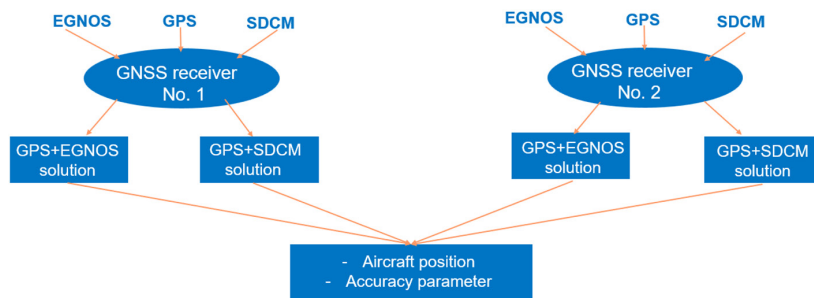 EGNOS GPS SDCM
GNSS receiver
No. 1
GPS+EGNOS
solution
GPS+SDCM
solution
EGNOS GPS SDCM
GNSS receiver
No. 2
GPS+EGNOS
solution
GPS+SDCM
solution
- Aircraft position
- Accuracy parameter